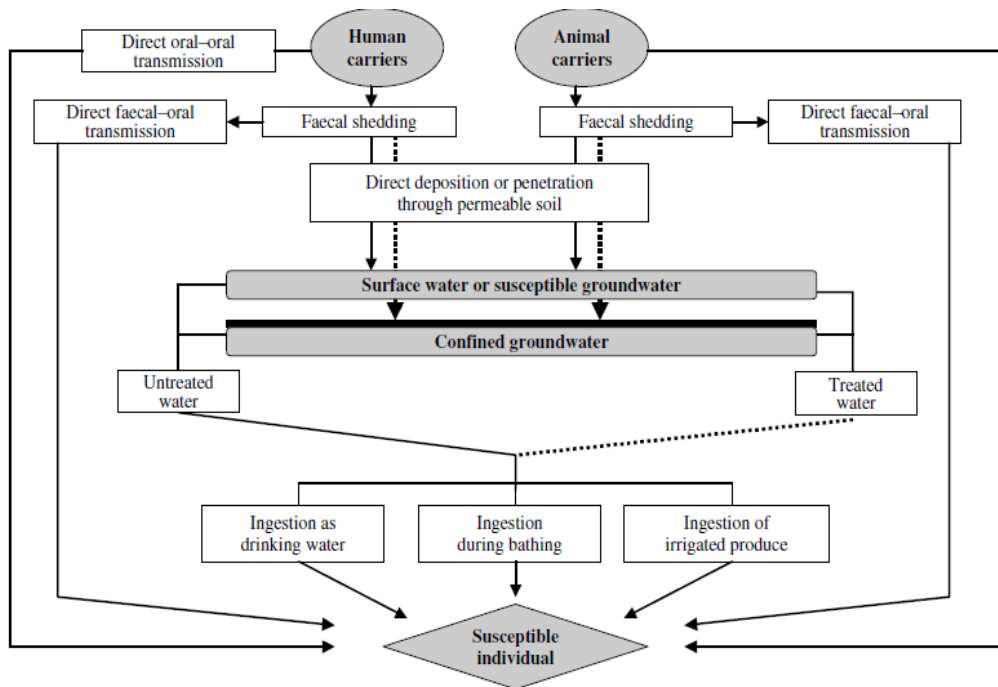 Direct oral–oral
transmission
Human
carriers
Animal
carriers
Direct faecal–oral
transmission
Faecal shedding
Faecal shedding
Direct faecal–oral
transmission
Direct deposition or penetration
through permeable soil
Surface water or susceptible groundwater
Confined groundwater
Untreated
water
Treated
water
Ingestion as
drinking water
Ingestion
during bathing
Ingestion of
irrigated produce
Susceptible
individual